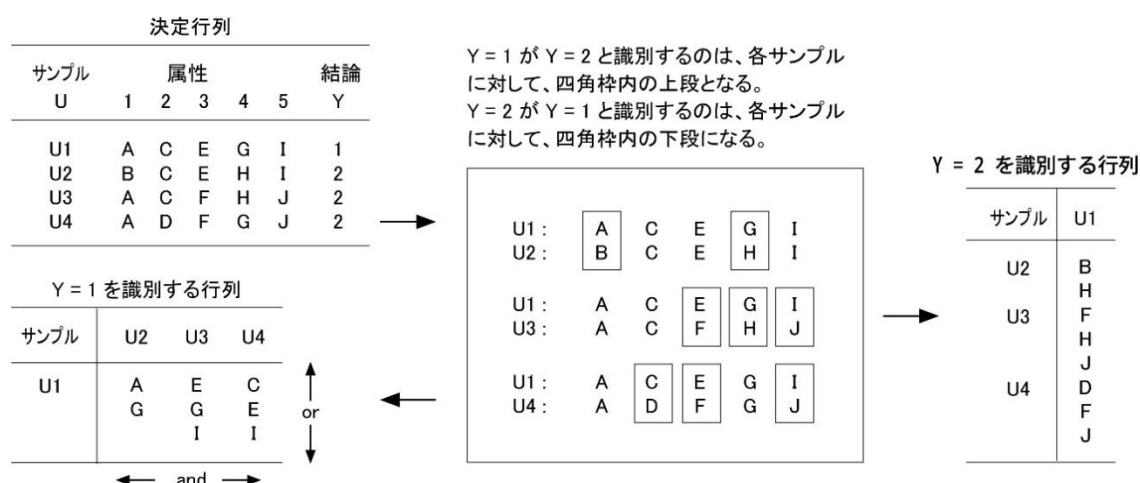 決定行列
サンプル 属性 結論
U 1 2 3 4 5 Y
U1 A C E G I 1
U2 B C E H I 2
U3 A C F H J 2
U4 A D F G J 2
Y = 1 を識別する行列
サンプル U2 U3 U4
U1 A E C
G G E
I I
or
and
Y = 1 が Y = 2 と識別するのは、各サンプル
に対して、四角枠内の上段となる。
Y = 2 が Y = 1 と識別するのは、各サンプル
に対して、四角枠内の下段になる。
U1 : A C E G I
U2 : B C E H I
U1 : A C E G I
U3 : A C F H J
U1 : A C E G I
U4 : A D F G J
Y = 2 を識別する行列
サンプル U1
U2 B
H
U3 F
H
J
U4 D
F
J